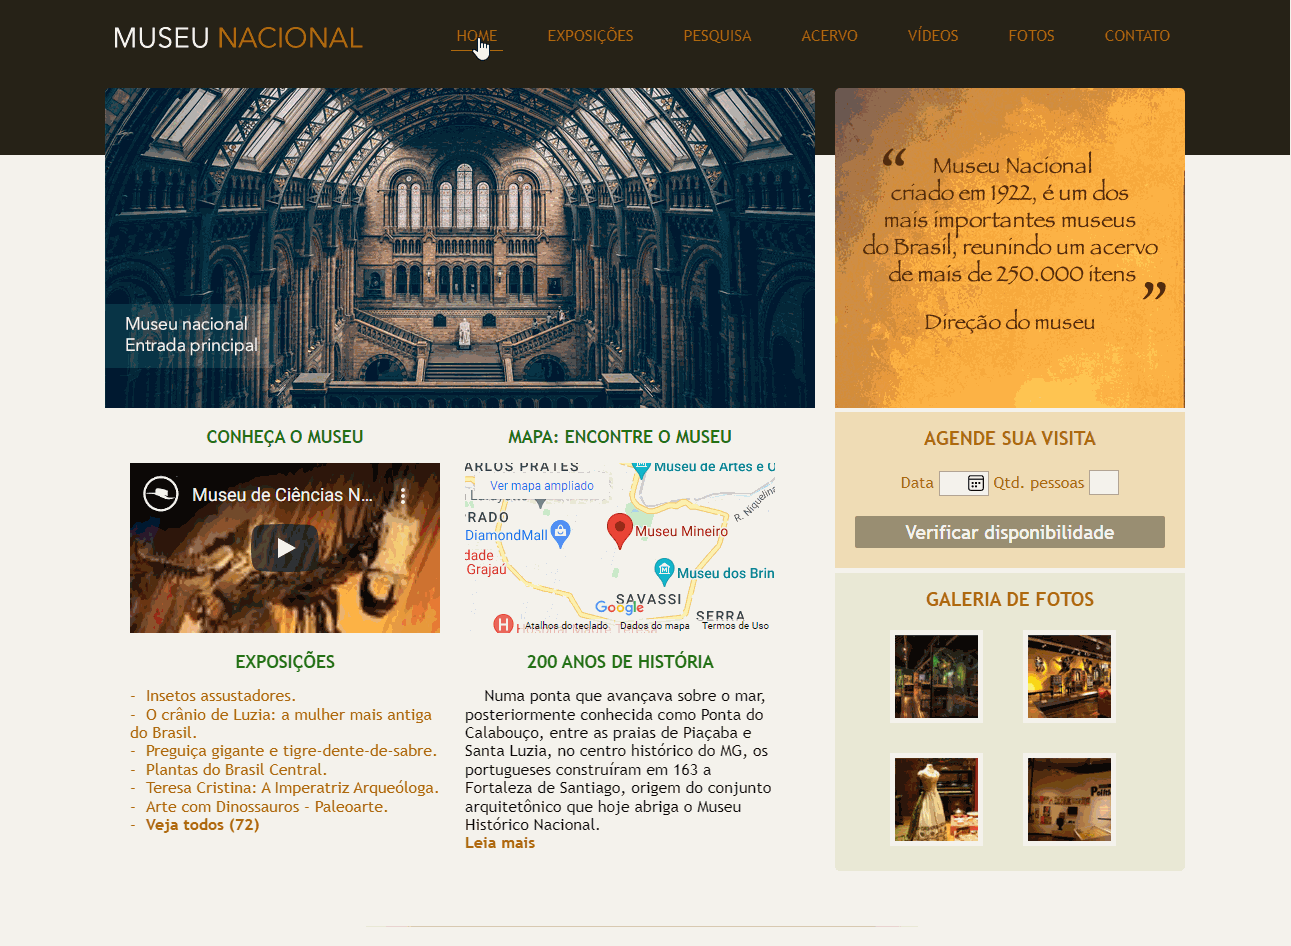 MUSEU NACIONAL
HOME EXPOSIÇÕES PESQUISA ACERVO VÍDEOS FOTOS CONTATO
Museu nacional
Entrada principal
“ Museu Nacional
criado em 1922, é um dos
mais importantes museus
do Brasil, reunindo um acervo
de mais de 250.000 itens ”
Direção do museu
CONHEÇA O MUSEU
Museu de Ciências N...
MAPA: ENCONTRE O MUSEU
ARLOS PRATES
Museu de Artes e O
Ver mapa ampliado
R. Niquelina
PRADO
DiamondMall
Museu Mineiro
dade
Grajaú
Museu dos Brin
SAVASSI
Google
SERRA
Atalhos do teclado Dados do mapa Termos de Uso
AGENDE SUA VISITA
Data Qtd. pessoas
Verificar disponibilidade
GALERIA DE FOTOS
EXPOSIÇÕES
- Insetos assustadores.
- O crânio de Luzia: a mulher mais antiga
do Brasil.
- Preguiça gigante e tigre-dente-de-sabre.
- Plantas do Brasil Central.
- Teresa Cristina: A Imperatriz Arqueóloga.
- Arte com Dinossauros - Paleoarte.
- Veja todos (72)
200 ANOS DE HISTÓRIA
Numa ponta que avançava sobre o mar,
posteriormente conhecida como Ponta do
Calabouço, entre as praias de Piaçaba e
Santa Luzia, no centro histórico do MG, os
portugueses construíram em 163 a
Fortaleza de Santiago, origem do conjunto
arquitetônico que hoje abriga o Museu
Histórico Nacional.
Leia mais